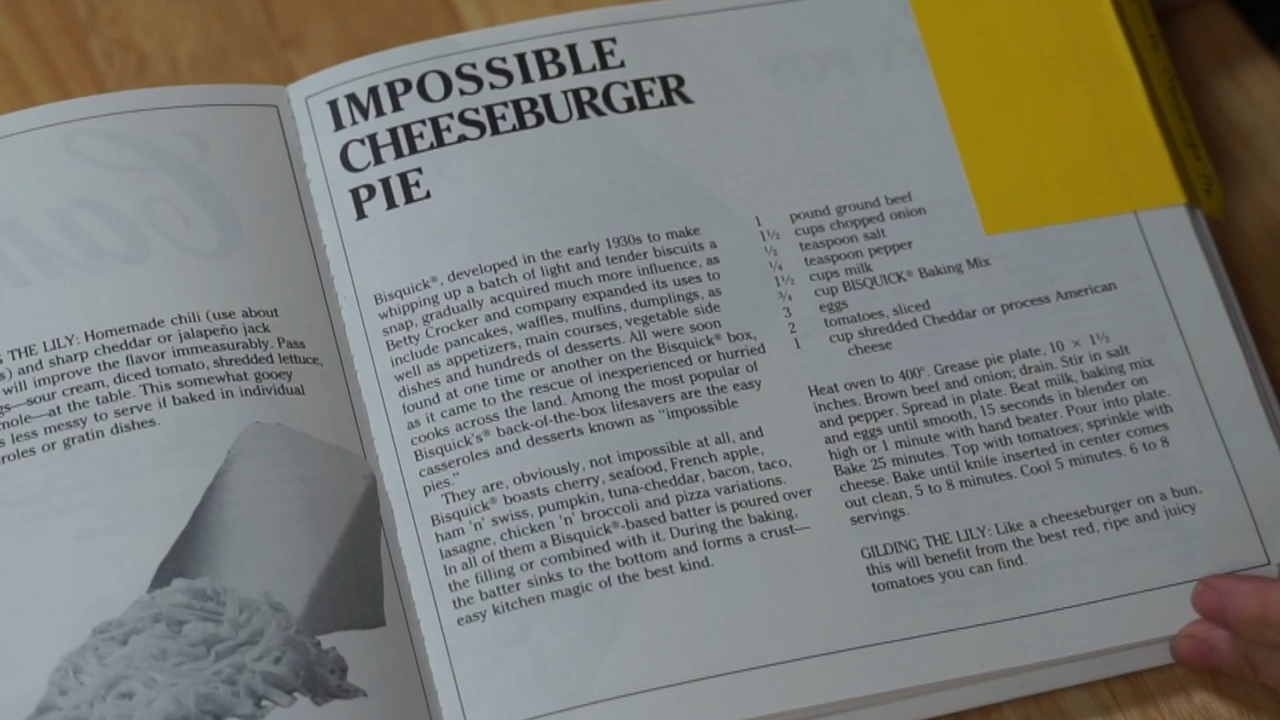 THE LILY: Homemade chili (use about
and sharp cheddar or jalapeño jack
will improve the flavor immeasurably. Pass
sour cream, diced tomato, shredded lettuce,
at the table. This somewhat gooey
less messy to serve if baked in individual
or gratin dishes.
IMPOSSIBLE
CHEESEBURGER
PIE
Bisquick®, developed in the early 1930s to make
whipping up a batch of light and tender biscuits a
snap, gradually acquired much more influence, as
Betty Crocker and company expanded its uses to
include pancakes, waffles, muffins, dumplings, as
well as appetizers, main courses, vegetable side
dishes and hundreds of desserts. All were soon
found at one time or another on the Bisquick® box,
as it came to the rescue of inexperienced or hurried
cooks across the land. Among the most popular of
Bisquick's® back-of-the-box lifesavers are the easy
casseroles and desserts known as "impossible
pies."
They are, obviously, not impossible at all, and
Bisquick® boasts cherry, seafood, French apple,
ham 'n' swiss, pumpkin, tuna-cheddar, bacon, taco,
lasagne, chicken 'n' broccoli and pizza variations.
In all of them a Bisquick®-based batter is poured over
the filling or combined with it. During the baking,
the batter sinks to the bottom and forms a crust—
easy kitchen magic of the best kind.
1 pound ground beef
1½ cups chopped onion
½ teaspoon salt
¼ teaspoon pepper
1½ cups milk
¾ cup BISQUICK® Baking Mix
3 eggs
2 tomatoes, sliced
1 cup shredded Cheddar or process American
cheese
Heat oven to 400°. Grease pie plate, 10 × 1½
inches. Brown beef and onion; drain. Stir in salt
and pepper. Spread in plate. Beat milk, baking mix
and eggs until smooth, 15 seconds in blender on
high or 1 minute with hand beater. Pour into plate.
Bake 25 minutes. Top with tomatoes; sprinkle with
cheese. Bake until knife inserted in center comes
out clean, 5 to 8 minutes. Cool 5 minutes. 6 to 8
servings.
GILDING THE LILY: Like a cheeseburger on a bun,
this will benefit from the best red, ripe and juicy
tomatoes you can find.